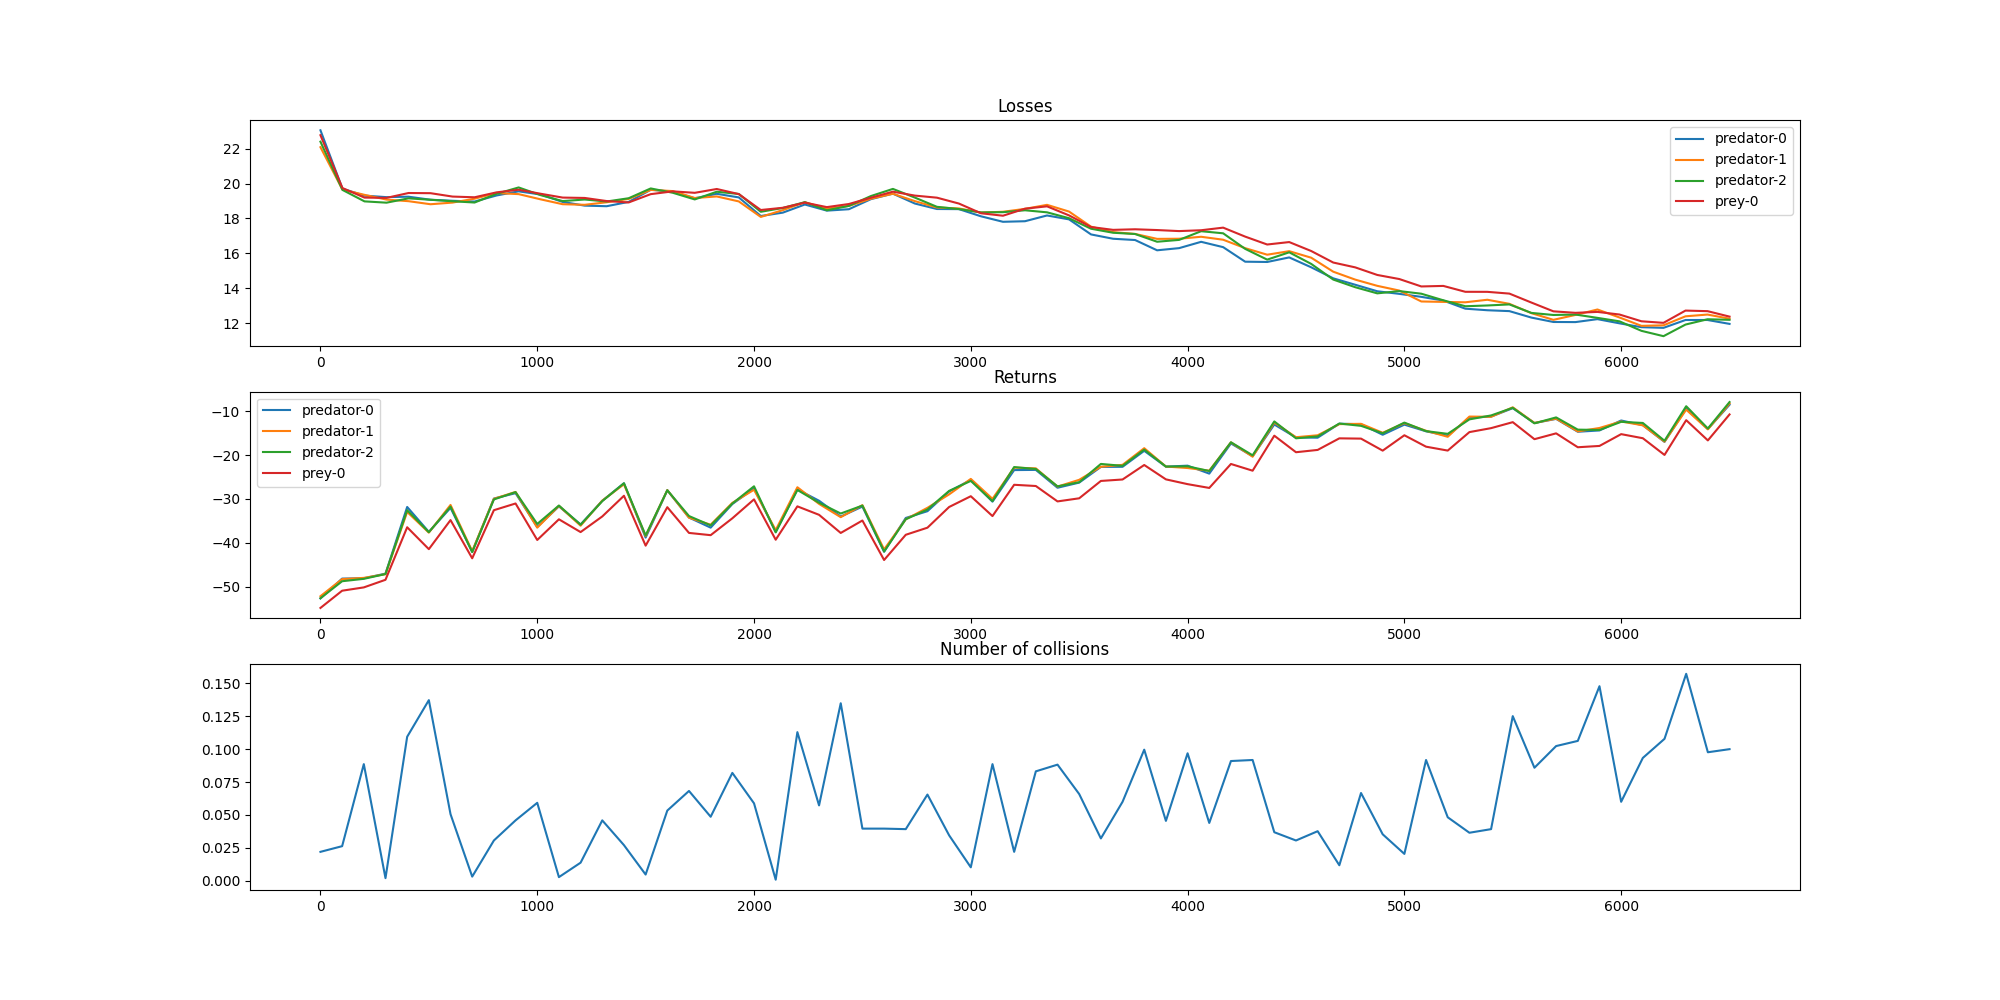 Losses
22
20
18
16
14
12
predator-0
predator-1
predator-2
prey-0
0 1000 2000 3000 4000 5000 6000
Returns
−10
−20
−30
−40
−50
predator-0
predator-1
predator-2
prey-0
0 1000 2000 3000 4000 5000 6000
Number of collisions
0.150
0.125
0.100
0.075
0.050
0.025
0.000
0 1000 2000 3000 4000 5000 6000